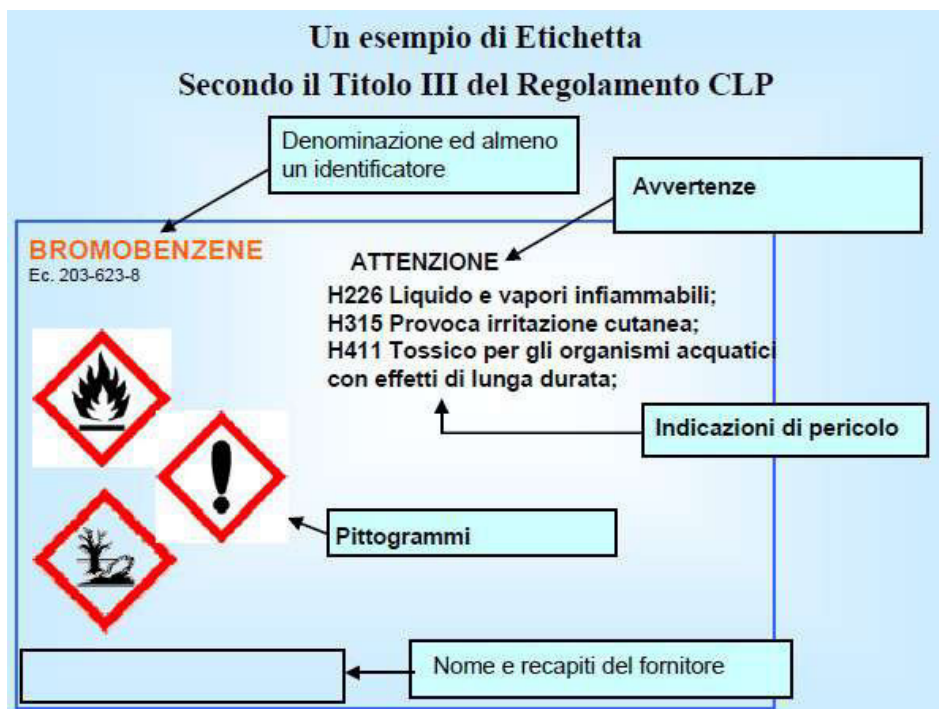 Un esempio di Etichetta
Secondo il Titolo III del Regolamento CLP
Denominazione ed almeno
un identificatore
Avvertenze
BROMOBENZENE
Ec. 203-623-8
ATTENZIONE
H226 Liquido e vapori infiammabili;
H315 Provoca irritazione cutanea;
H411 Tossico per gli organismi acquatici
con effetti di lunga durata;
Indicazioni di pericolo
Pittogrammi
Nome e recapiti del fornitore